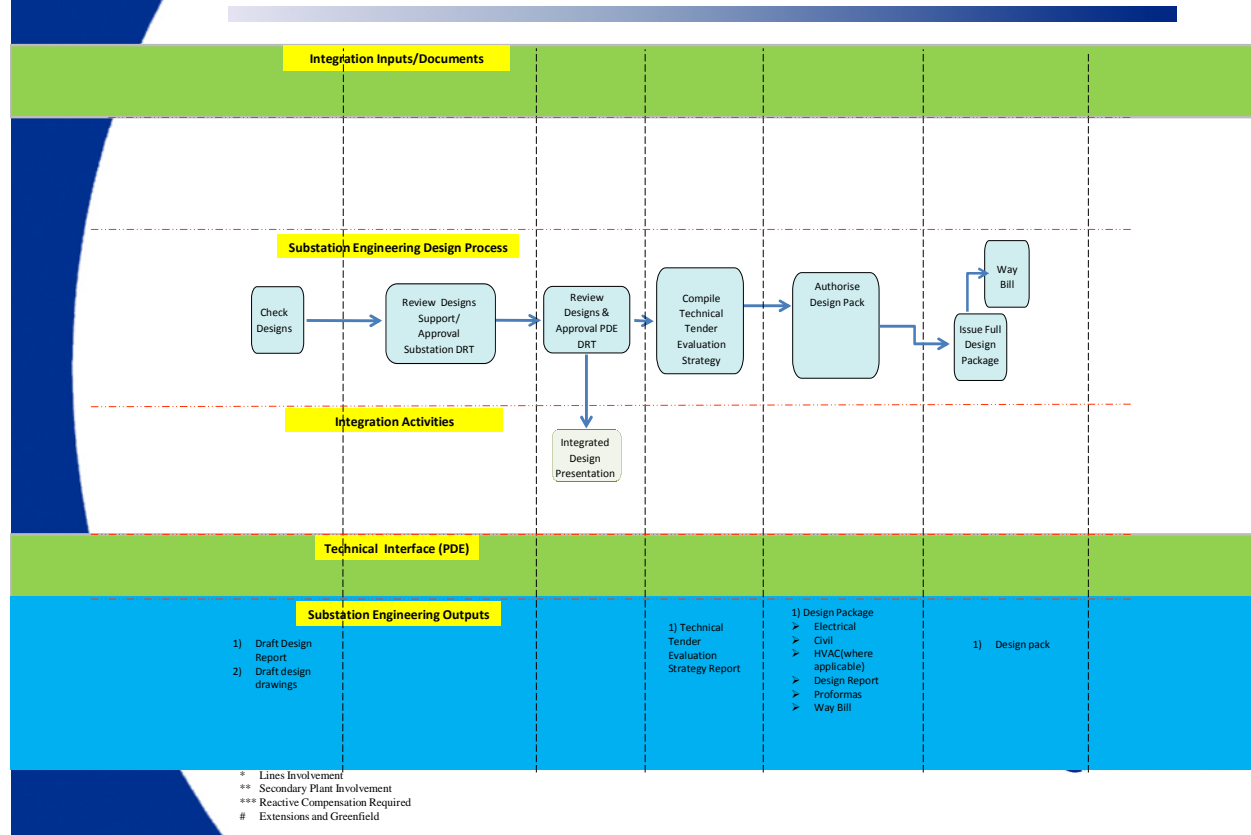 Integration Inputs/Documents
Substation Engineering Design Process
Check
Designs
Review Designs
Support/
Approval
Substation DRT
Review
Designs &
Approval PDE
DRT
Compile
Technical
Tender
Evaluation
Strategy
Authorise
Design Pack
Way
Bill
Issue Full
Design
Package
Integration Activities
Integrated
Design
Presentation
Technical Interface (PDE)
Substation Engineering Outputs
1) Draft Design
Report
2) Draft design
drawings
1) Technical
Tender
Evaluation
Strategy Report
1) Design Package
➢ Electrical
➢ Civil
➢ HVAC(where
applicable)
➢ Design Report
➢ Proformas
➢ Way Bill
1) Design pack
* Lines Involvement
** Secondary Plant Involvement
*** Reactive Compensation Required
# Extensions and Greenfield